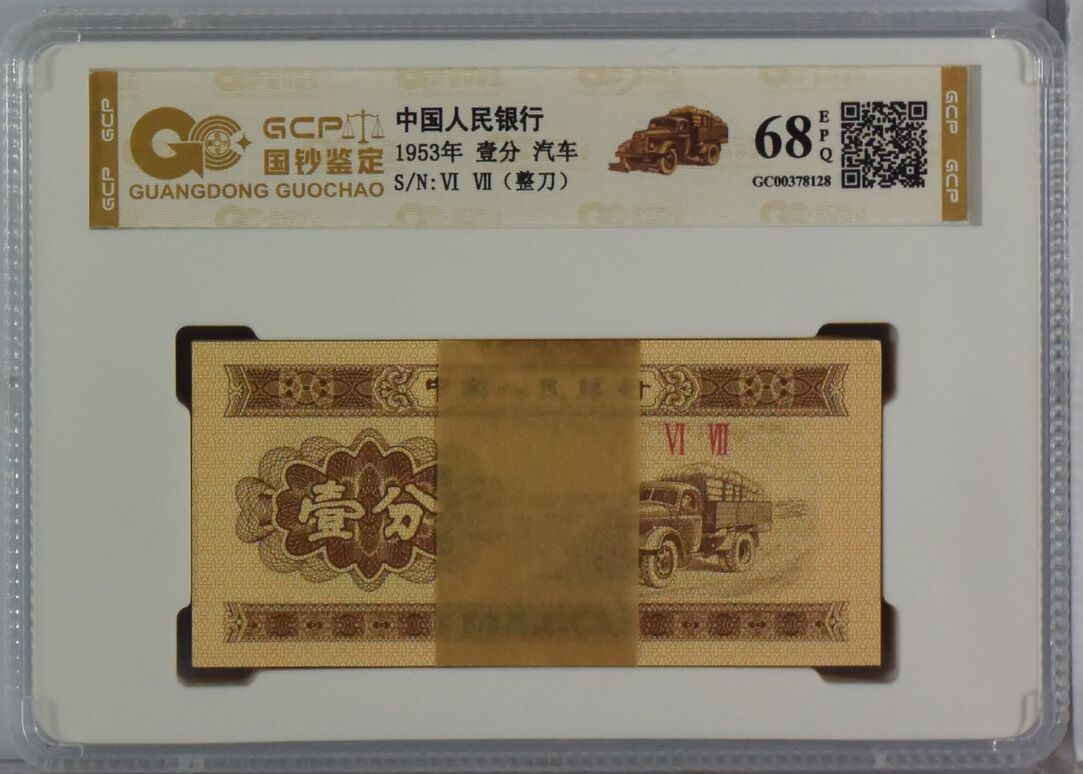 GCP
国钞鉴定
GUANGDONG GUOCHAO
中国人民银行
1953年 壹分 汽车
S/N: VI VII (整刀)
68
EPQ
GC00378128
GCP
GCP
GCP
GCP
VI VII
壹分